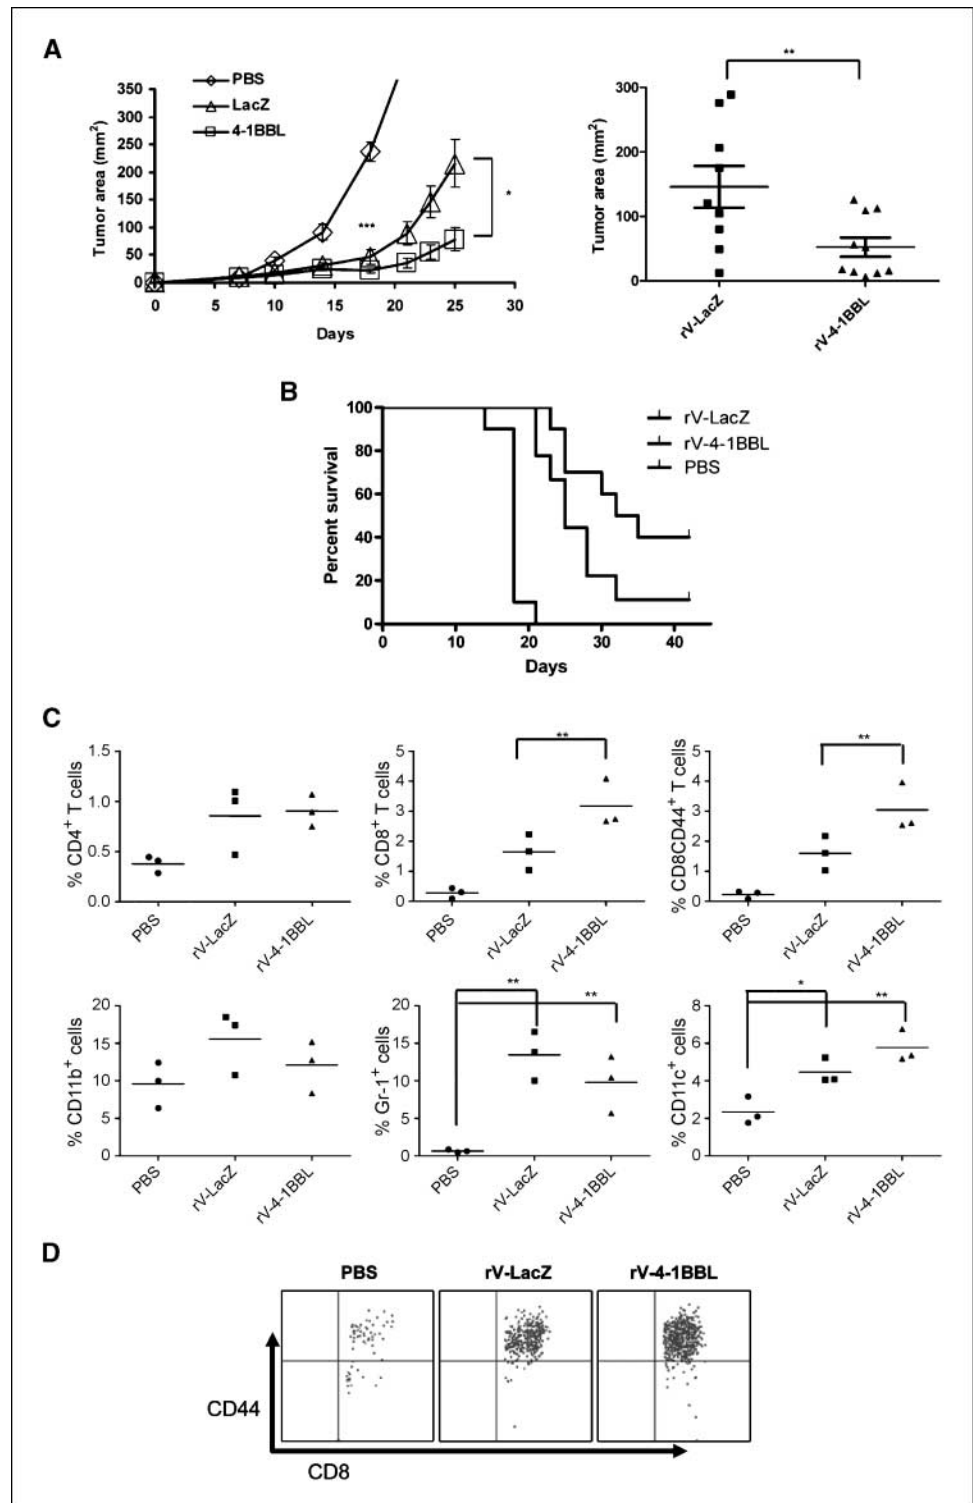 A
PBS
LacZ
4-1BBL
Tumor area (mm²)
350
300
250
200
150
100
50
0
***
*
0 5 10 15 20 25 30
Days
**
Tumor area (mm²)
300
200
100
0
rV-LacZ
rV-4-1BBL
B
Percent survival
100
80
60
40
20
0
rV-LacZ
rV-4-1BBL
PBS
0 10 20 30 40
Days
C
% CD4⁺ T cells
1.5
1.0
0.5
0.0
PBS rV-LacZ rV-4-1BBL
**
% CD8⁺ T cells
5
4
3
2
1
0
PBS rV-LacZ rV-4-1BBL
**
% CD8CD44⁺ T cells
5
4
3
2
1
0
PBS rV-LacZ rV-4-1BBL
% CD11b⁺ cells
20
15
10
5
0
PBS rV-LacZ rV-4-1BBL
**
**
% Gr-1⁺ cells
20
15
10
5
0
PBS rV-LacZ rV-4-1BBL
*
**
% CD11c⁺ cells
8
6
4
2
0
PBS rV-LacZ rV-4-1BBL
D
PBS rV-LacZ rV-4-1BBL
CD44
CD8